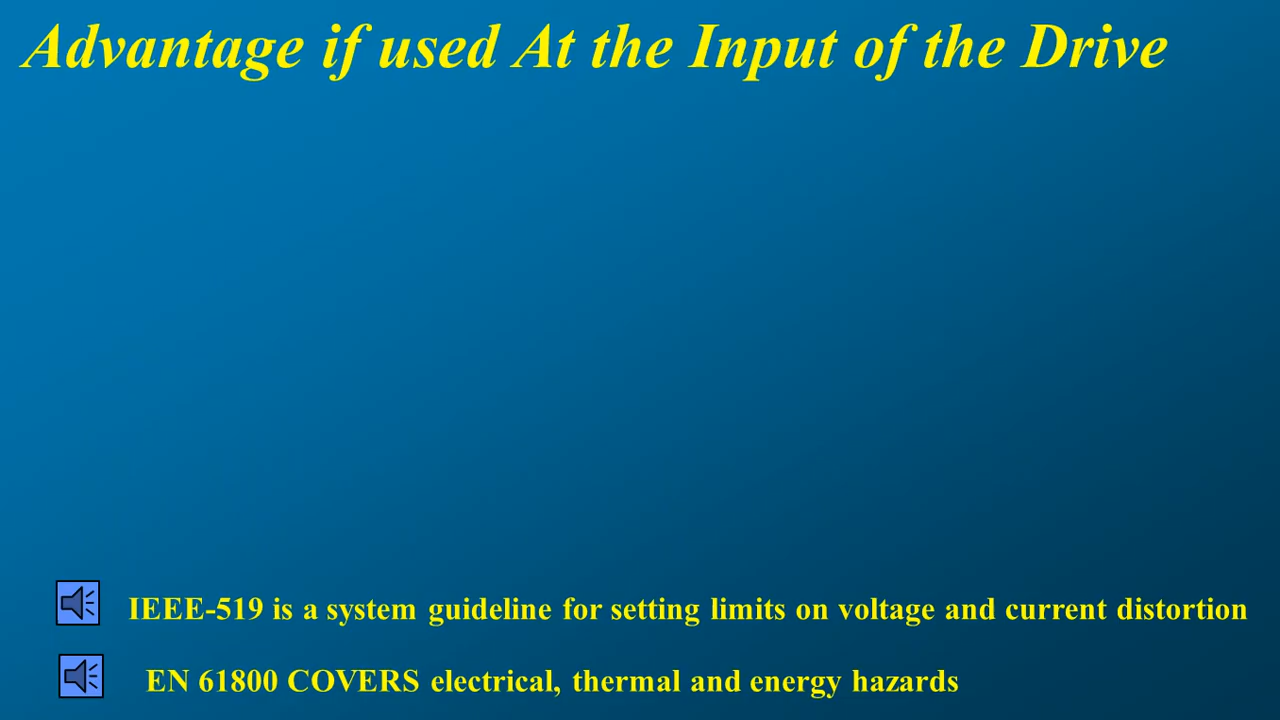 Advantage if used At the Input of the Drive
IEEE-519 is a system guideline for setting limits on voltage and current distortion
EN 61800 COVERS electrical, thermal and energy hazards